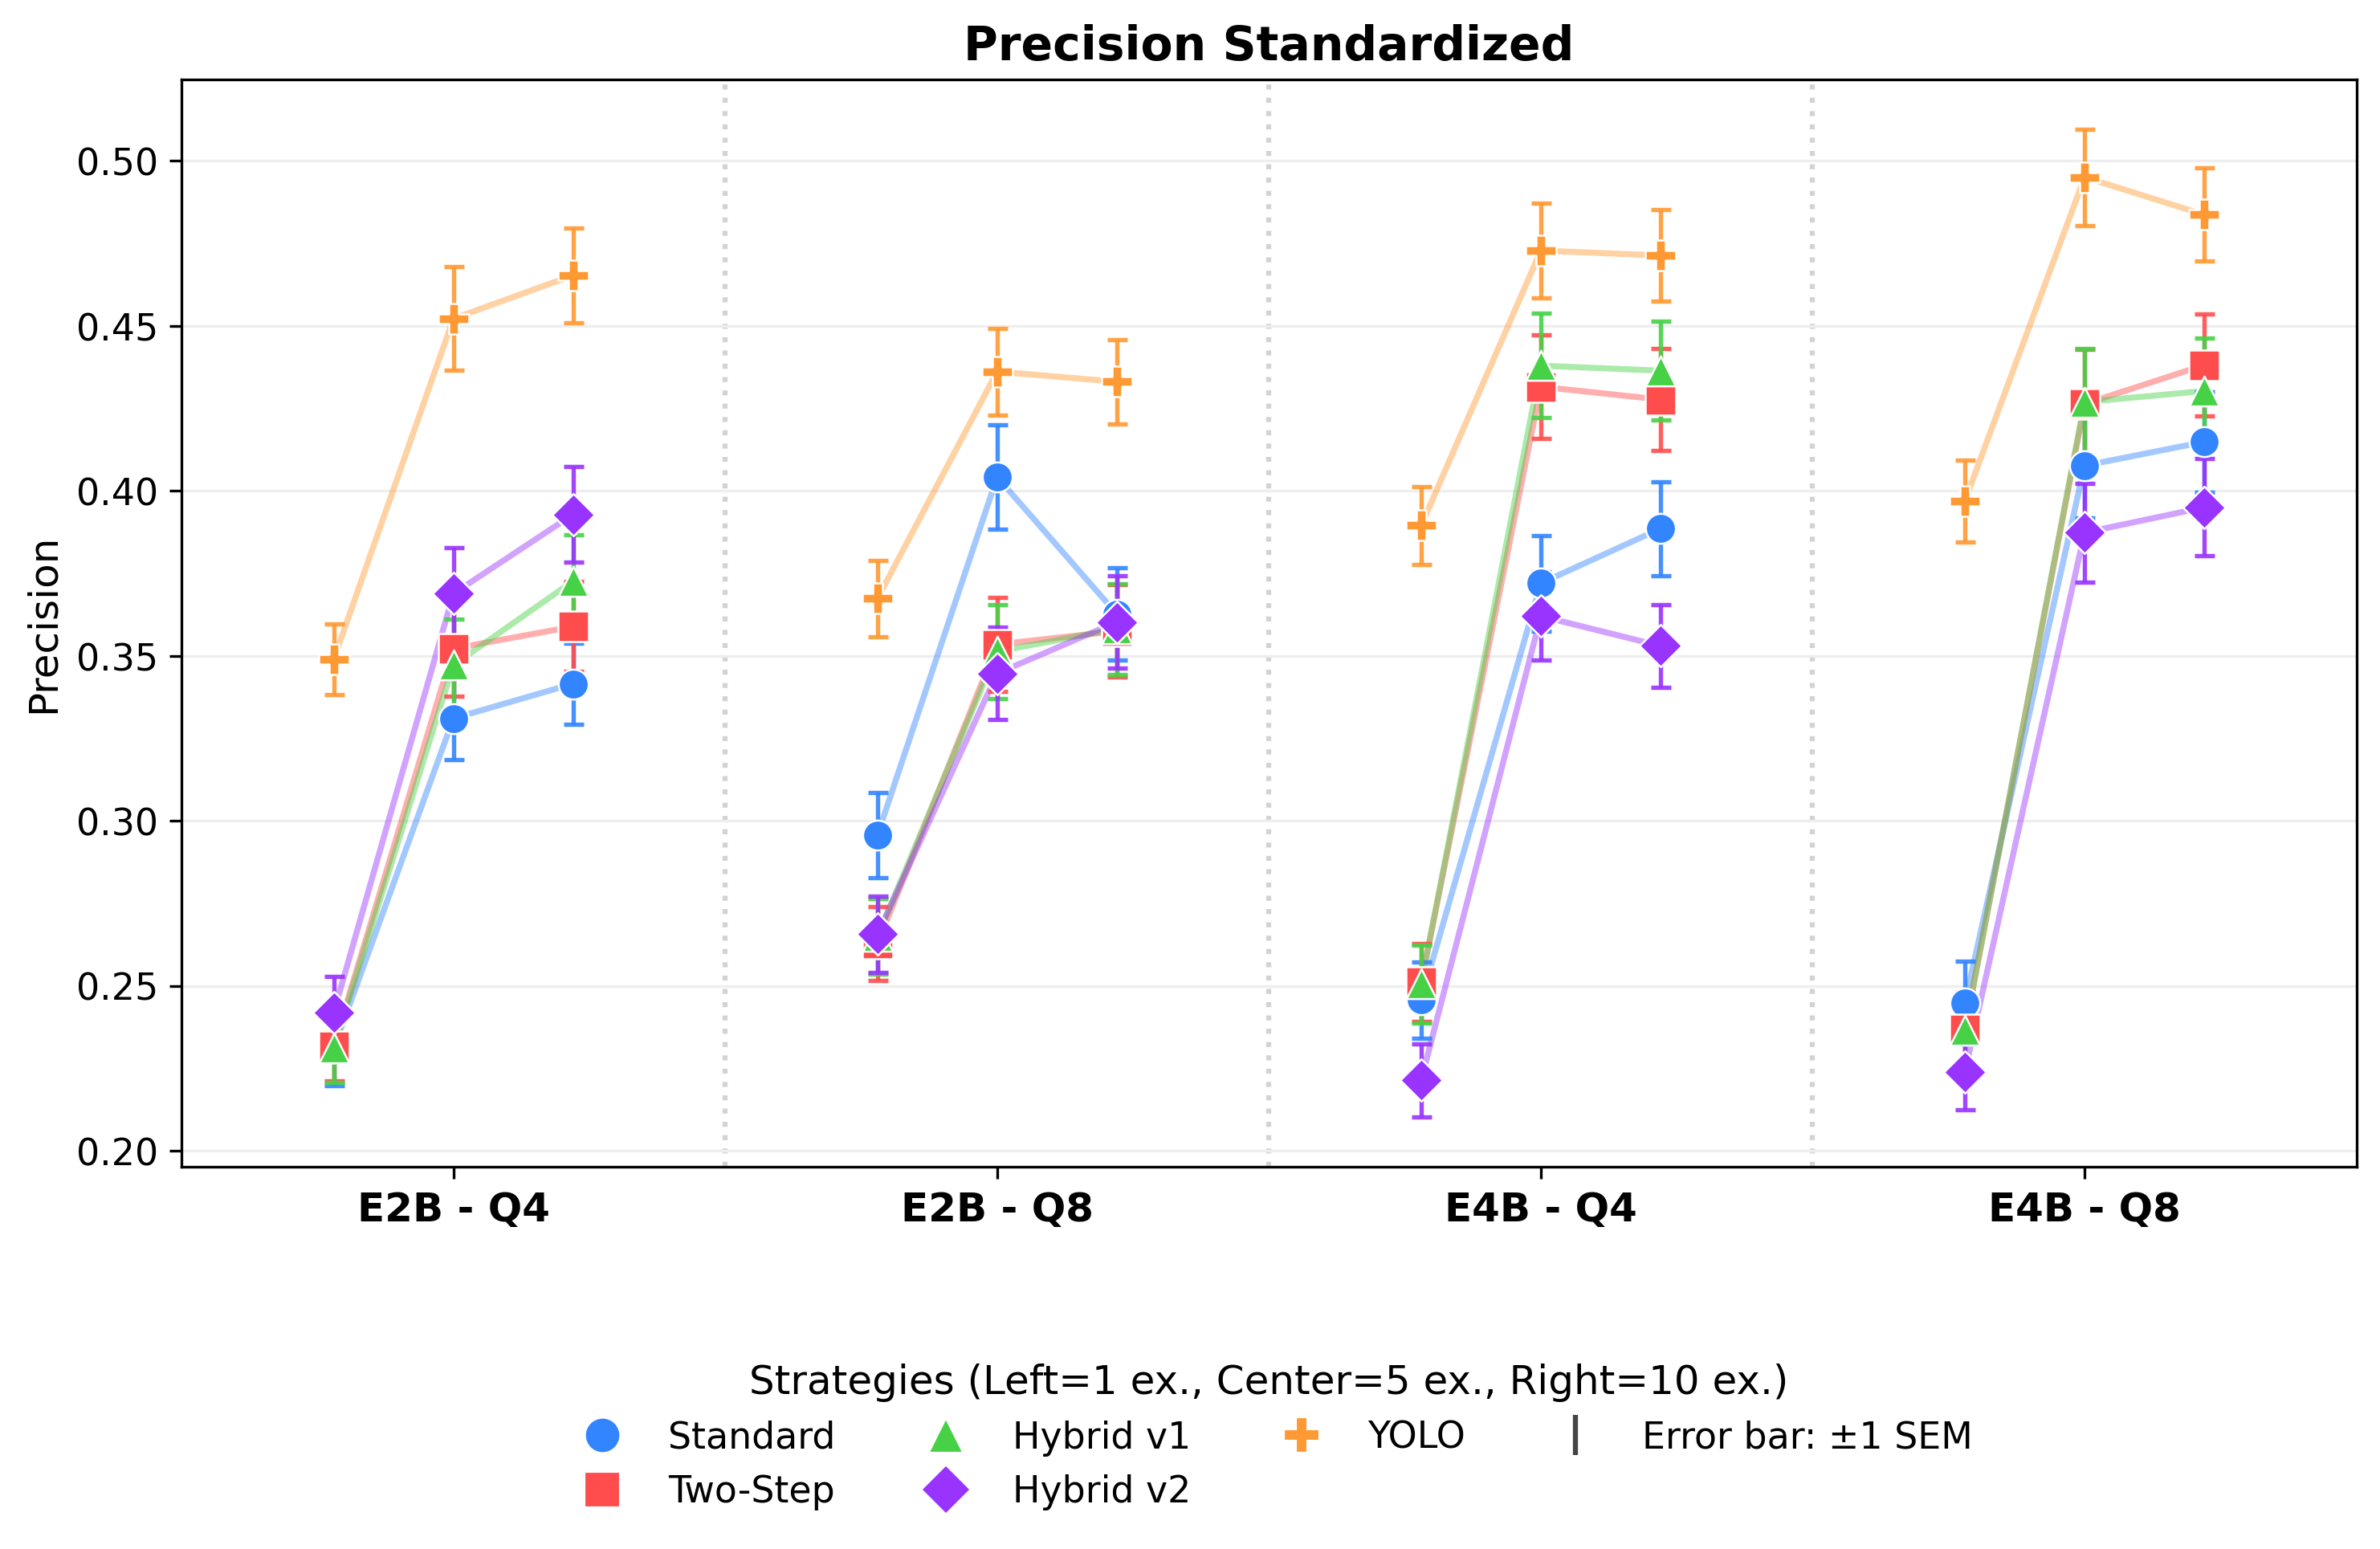 Precision Standardized
Precision
0.50
0.45
0.40
0.35
0.30
0.25
0.20
E2B - Q4 E2B - Q8 E4B - Q4 E4B - Q8
Strategies (Left=1 ex., Center=5 ex., Right=10 ex.)
Standard Hybrid v1 YOLO Error bar: ±1 SEM
Two-Step Hybrid v2